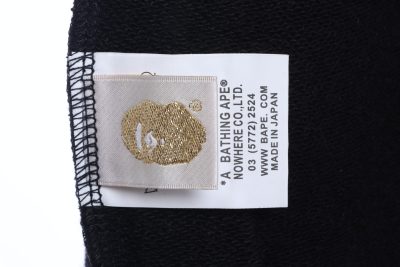 *A BATHING APE®
NOWHERE CO.,LTD.
03 (5772) 2524
WWW.BAPE.COM
MADE IN JAPAN
®